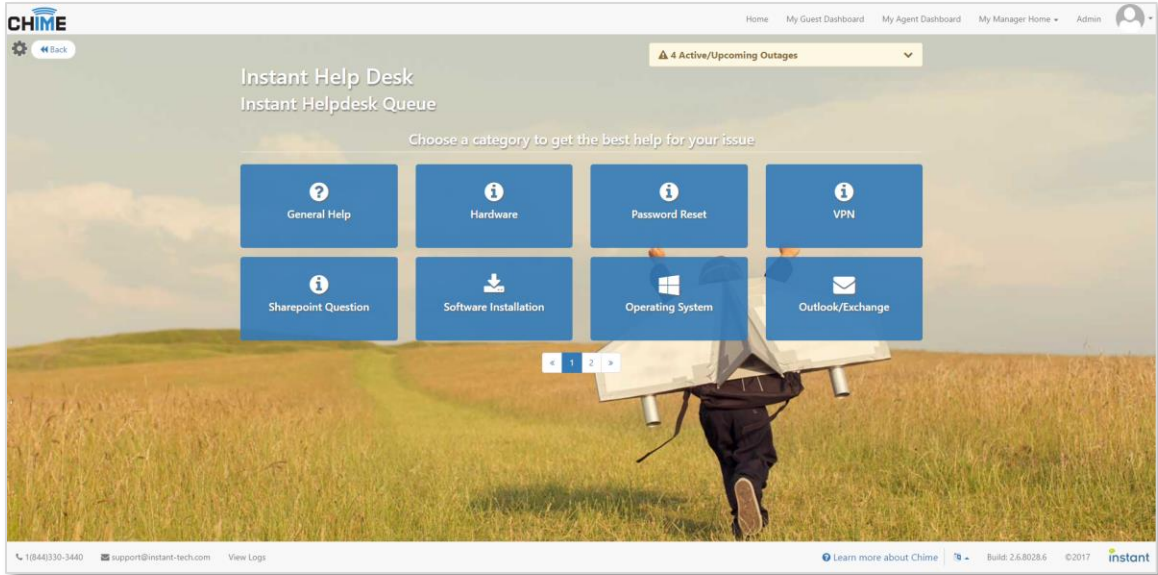 CHIME
Home My Guest Dashboard My Agent Dashboard My Manager Home Admin
Back
4 Active/Upcoming Outages
Instant Help Desk
Instant Helpdesk Queue
Choose a category to get the best help for your issue
General Help
Hardware
Password Reset
VPN
Sharepoint Question
Software Installation
Operating System
Outlook/Exchange
« 1 2 »
1(844)330-3440 support@instant-tech.com View Logs
Learn more about Chime Build: 2.6.8028.6 ©2017 instant